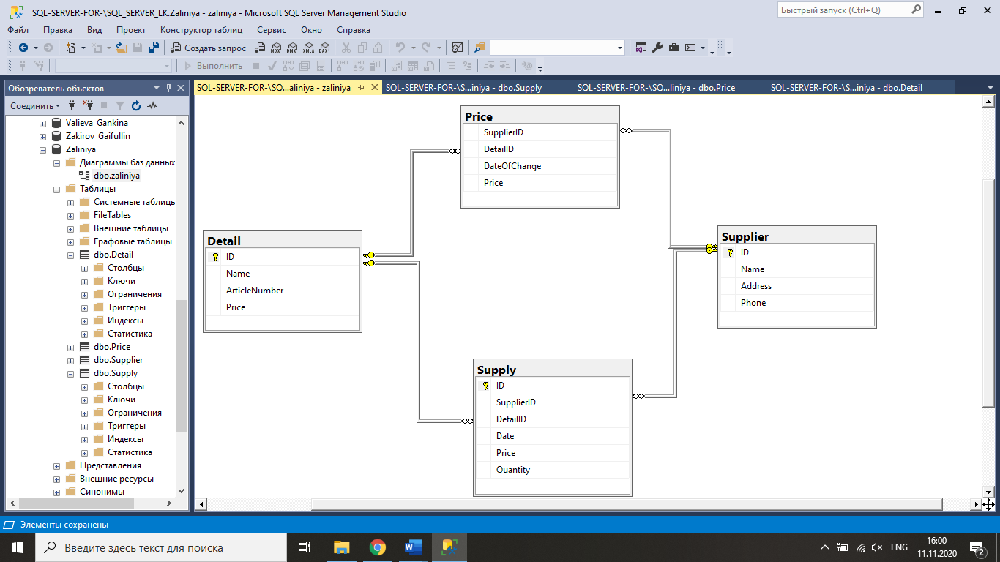 SQL-SERVER-FOR-\SQL_SERVER_LK.Zaliniya - zaliniya - Microsoft SQL Server Management Studio
Быстрый запуск (Ctrl+Q)
Файл Правка Вид Проект Конструктор таблиц Сервис Окно Справка
Создать запрос MDX DMX XMLA DAX
Выполнить
Обозреватель объектов
SQL-SERVER-FOR-\SQ...aliniya - zaliniya
SQL-SERVER-FOR-\S...iniya - dbo.Supply
SQL-SERVER-FOR-\SQ...liniya - dbo.Price
SQL-SERVER-FOR-\S...iniya - dbo.Detail
Соединить
Valieva_Gankina
Zakirov_Gaifullin
Zaliniya
Диаграммы баз данных
dbo.zaliniya
Таблицы
Системные таблицы
FileTables
Внешние таблицы
Графовые таблицы
dbo.Detail
Столбцы
Ключи
Ограничения
Триггеры
Индексы
Статистика
dbo.Price
dbo.Supplier
dbo.Supply
Столбцы
Ключи
Ограничения
Триггеры
Индексы
Статистика
Представления
Внешние ресурсы
Синонимы
Price
SupplierID
DetailID
DateOfChange
Price
Detail
ID
Name
ArticleNumber
Price
Supplier
ID
Name
Address
Phone
Supply
ID
SupplierID
DetailID
Date
Price
Quantity
Элементы сохранены
Введите здесь текст для поиска
ENG
16:00
11.11.2020
2